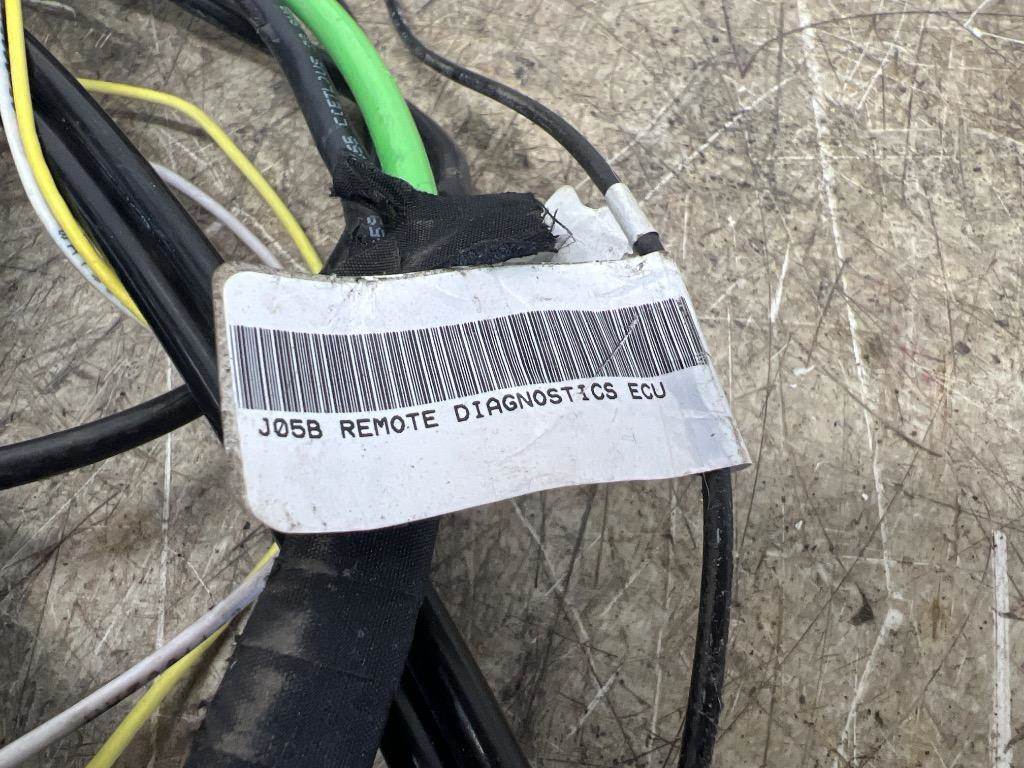 J05B REMOTE DIAGNOSTICS ECU